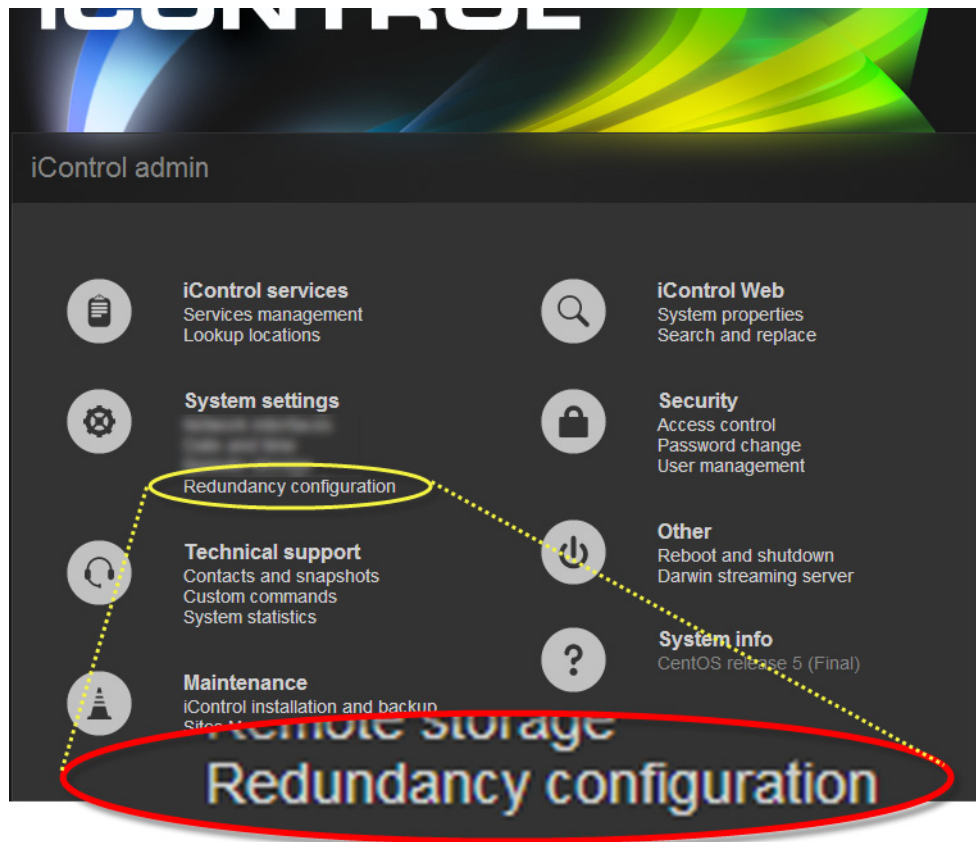 iCONTROL
iControl admin
iControl services
Services management
Lookup locations
System settings
Redundancy configuration
Technical support
Contacts and snapshots
Custom commands
System statistics
Maintenance
iControl installation and backup
iControl Web
System properties
Search and replace
Security
Access control
Password change
User management
Other
Reboot and shutdown
Darwin streaming server
System info
CentOS release 5 (Final)
Remote storage
Redundancy configuration